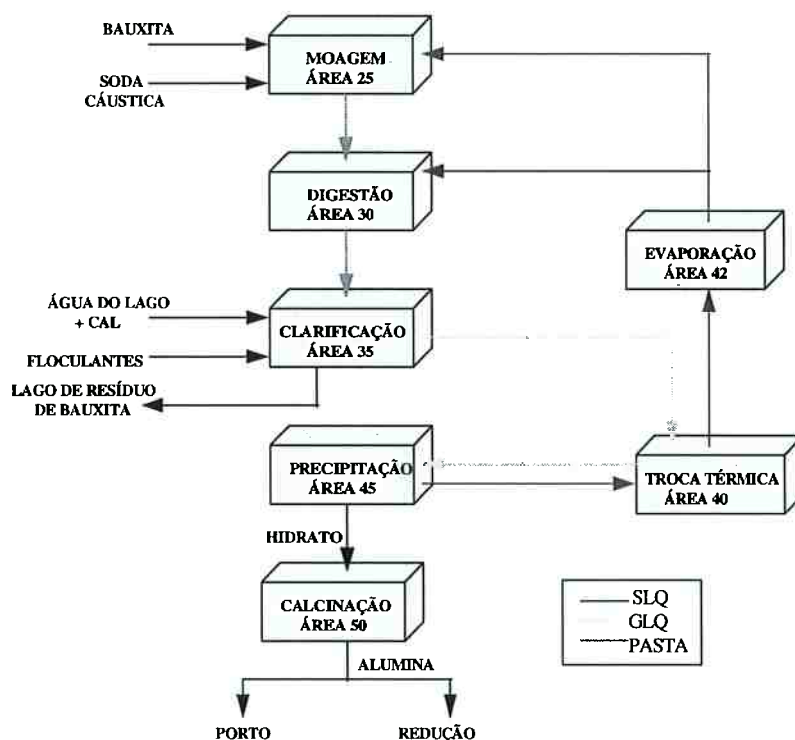 BAUXITA
SODA
CÁUSTICA
MOAGEM
ÁREA 25
DIGESTÃO
ÁREA 30
EVAPORAÇÃO
ÁREA 42
ÁGUA DO LAGO
+ CAL
FLOCULANTES
CLARIFICAÇÃO
ÁREA 35
LAGO DE RESÍDUO
DE BAUXITA
PRECIPITAÇÃO
ÁREA 45
TROCA TÉRMICA
ÁREA 40
HIDRATO
CALCINAÇÃO
ÁREA 50
ALUMINA
PORTO
REDUÇÃO
SLQ
GLQ
PASTA